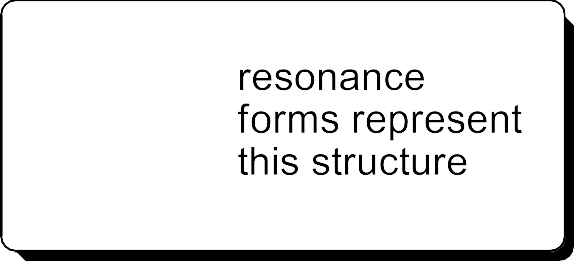 resonance
forms represent
this structure